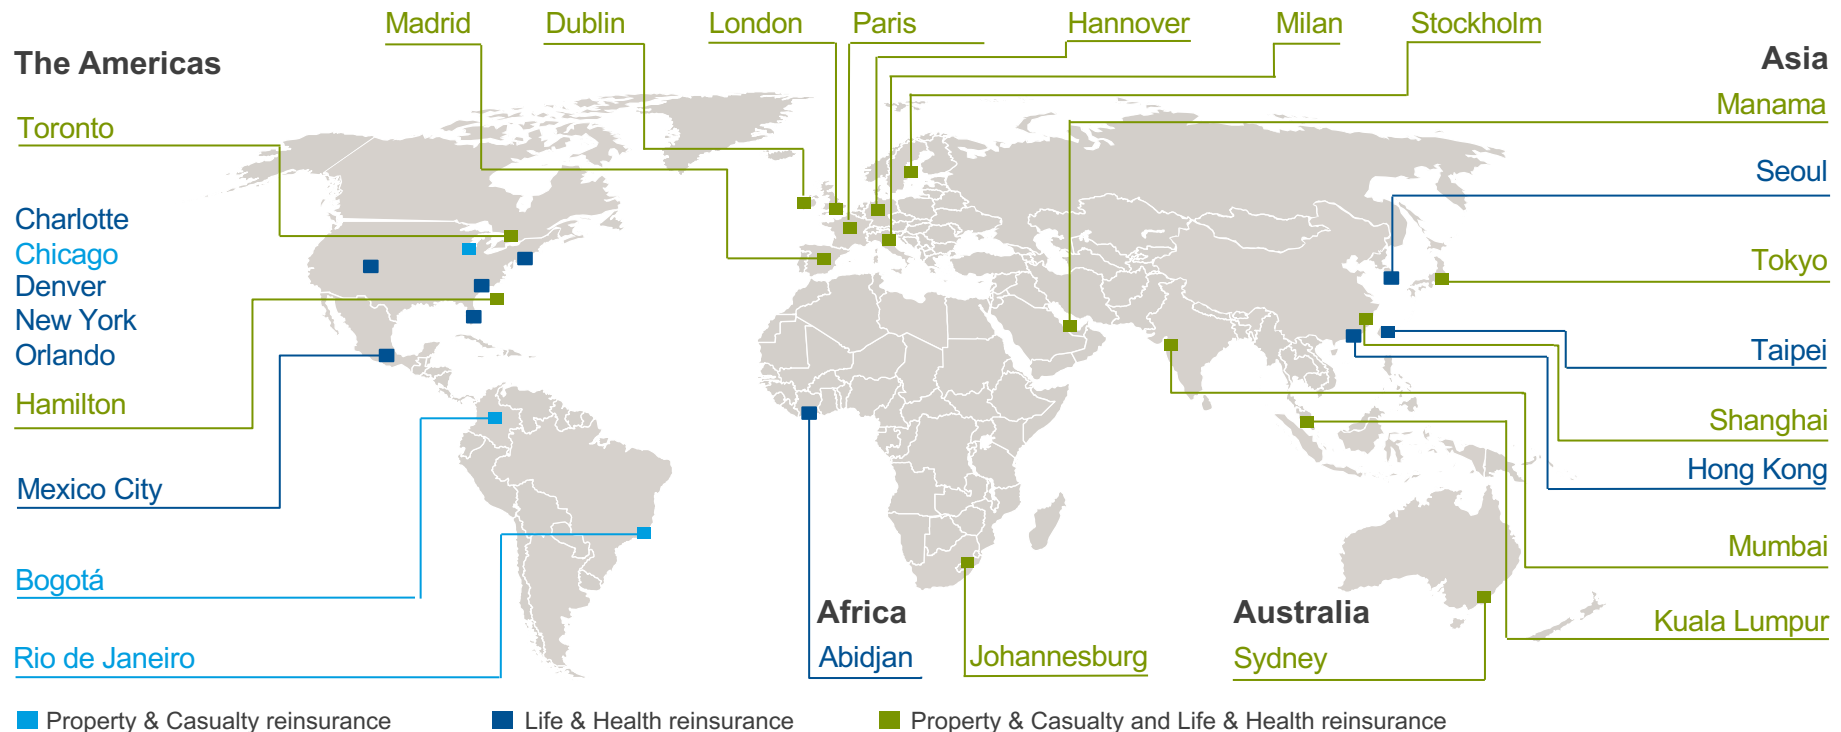 Madrid
Dublin
London
Paris
Hannover
Milan
Stockholm
The Americas
Toronto
Charlotte
Chicago
Denver
New York
Orlando
Hamilton
Mexico City
Bogotá
Rio de Janeiro
Africa
Abidjan
Johannesburg
Australia
Sydney
Asia
Manama
Seoul
Tokyo
Taipei
Shanghai
Hong Kong
Mumbai
Kuala Lumpur
Property & Casualty reinsurance
Life & Health reinsurance
Property & Casualty and Life & Health reinsurance